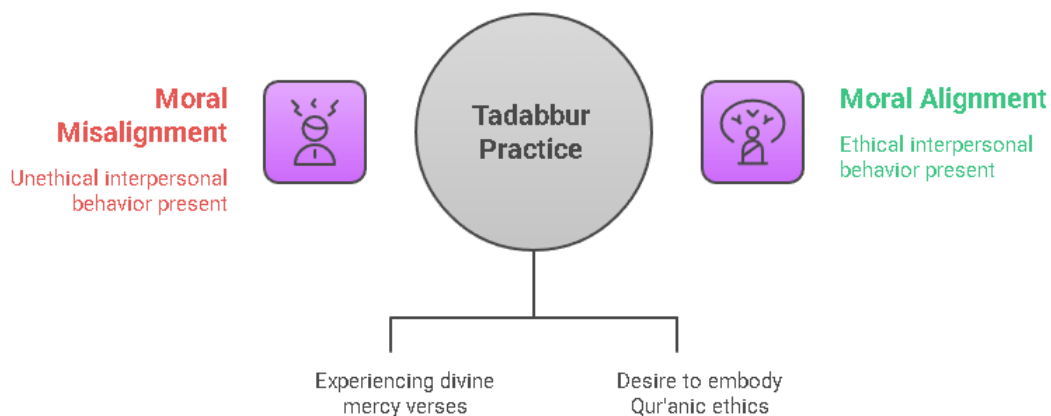 Moral
Misalignment
Unethical interpersonal
behavior present
Tadabbur
Practice
Moral Alignment
Ethical interpersonal
behavior present
Experiencing divine
mercy verses
Desire to embody
Qur'anic ethics